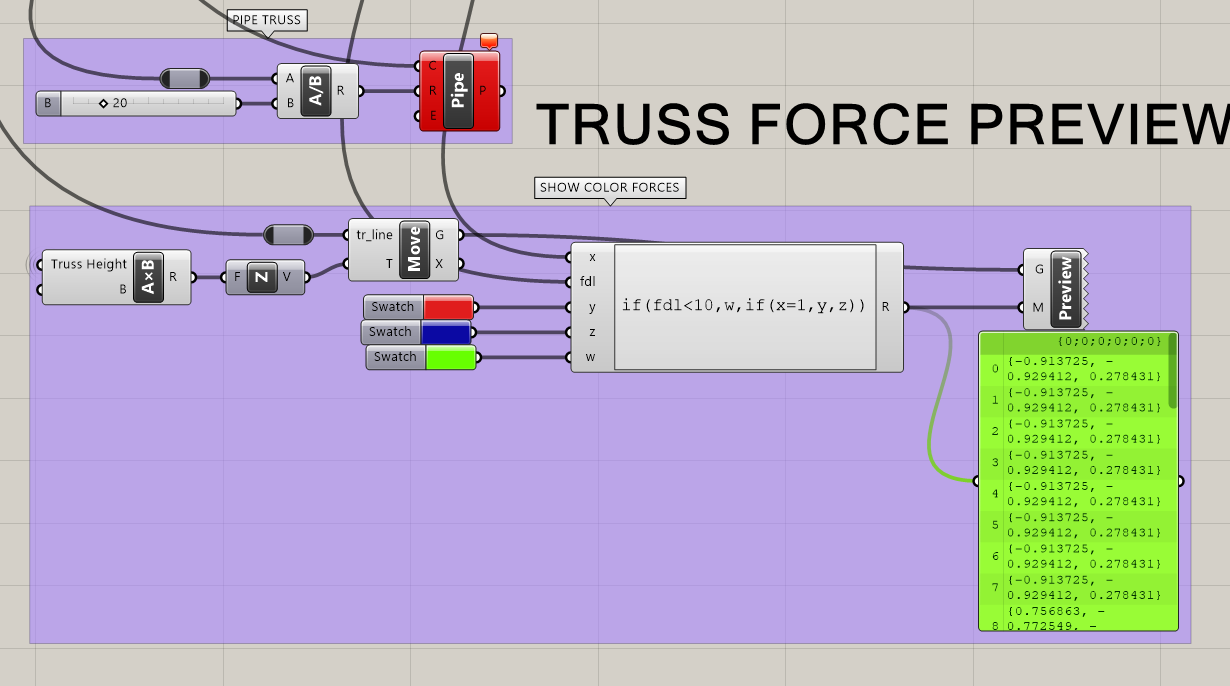 PIPE TRUSS
A
B
A/B
R
B
20
C
R
E
Pipe
P
TRUSS FORCE PREVIEW
SHOW COLOR FORCES
Truss Height
B
A×B
R
F
Z
V
tr_line
T
Move
G
X
Swatch
Swatch
Swatch
x
fdl
y
z
w
if(fdl<10,w,if(x=1,y,z))
R
G
M
Preview
{0;0;0;0;0;0}
0 {-0.913725, -
0.929412, 0.278431}
1 {-0.913725, -
0.929412, 0.278431}
2 {-0.913725, -
0.929412, 0.278431}
3 {-0.913725, -
0.929412, 0.278431}
4 {-0.913725, -
0.929412, 0.278431}
5 {-0.913725, -
0.929412, 0.278431}
6 {-0.913725, -
0.929412, 0.278431}
7 {-0.913725, -
0.929412, 0.278431}
8 {0.756863, -
0.772549, -